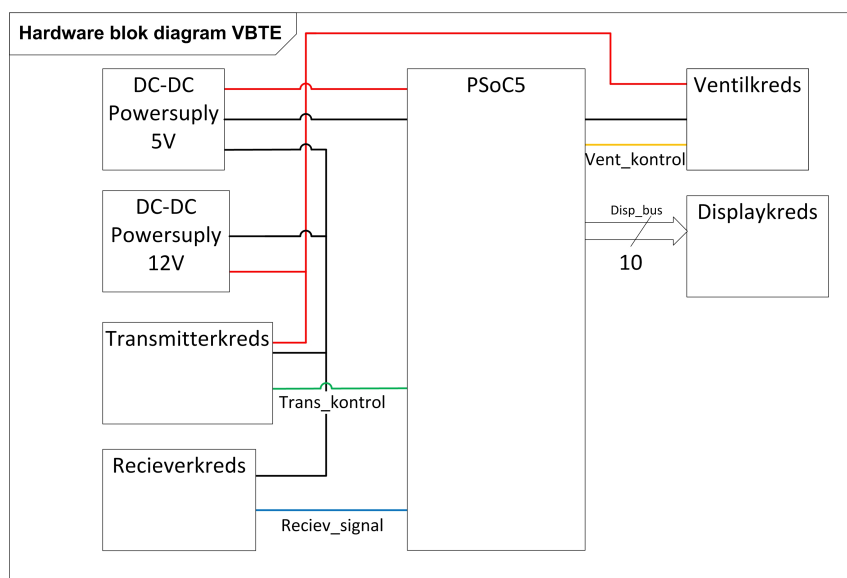 Hardware blok diagram VBTE
DC-DC
Powersuply
5V
PSoC5
Ventilkreds
Vent_kontrol
DC-DC
Powersuply
12V
Disp_bus
10
Displaykreds
Transmitterkreds
Trans_kontrol
Recieverkreds
Reciev_signal